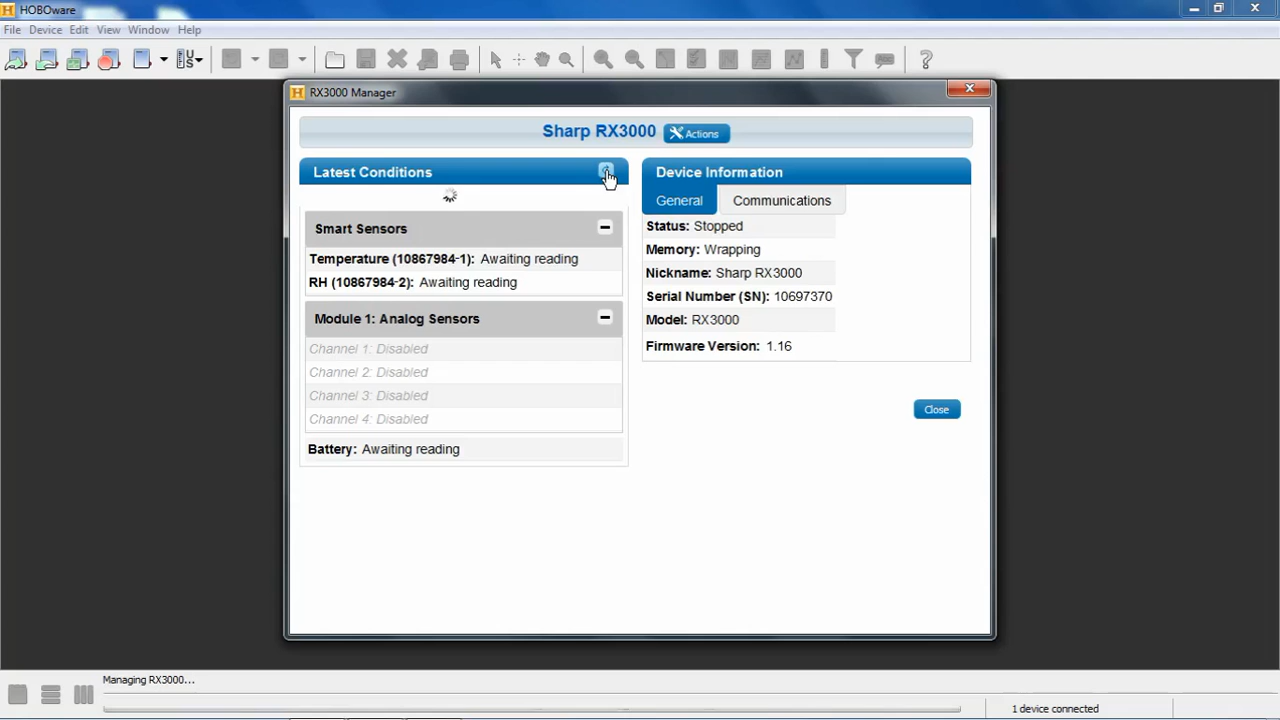 HOBOware
File Device Edit View Window Help
RX3000 Manager
Sharp RX3000 Actions
Latest Conditions
Smart Sensors
Temperature (10867984-1): Awaiting reading
RH (10867984-2): Awaiting reading
Module 1: Analog Sensors
Channel 1: Disabled
Channel 2: Disabled
Channel 3: Disabled
Channel 4: Disabled
Battery: Awaiting reading
Device Information
General Communications
Status: Stopped
Memory: Wrapping
Nickname: Sharp RX3000
Serial Number (SN): 10697370
Model: RX3000
Firmware Version: 1.16
Close
Managing RX3000...
1 device connected